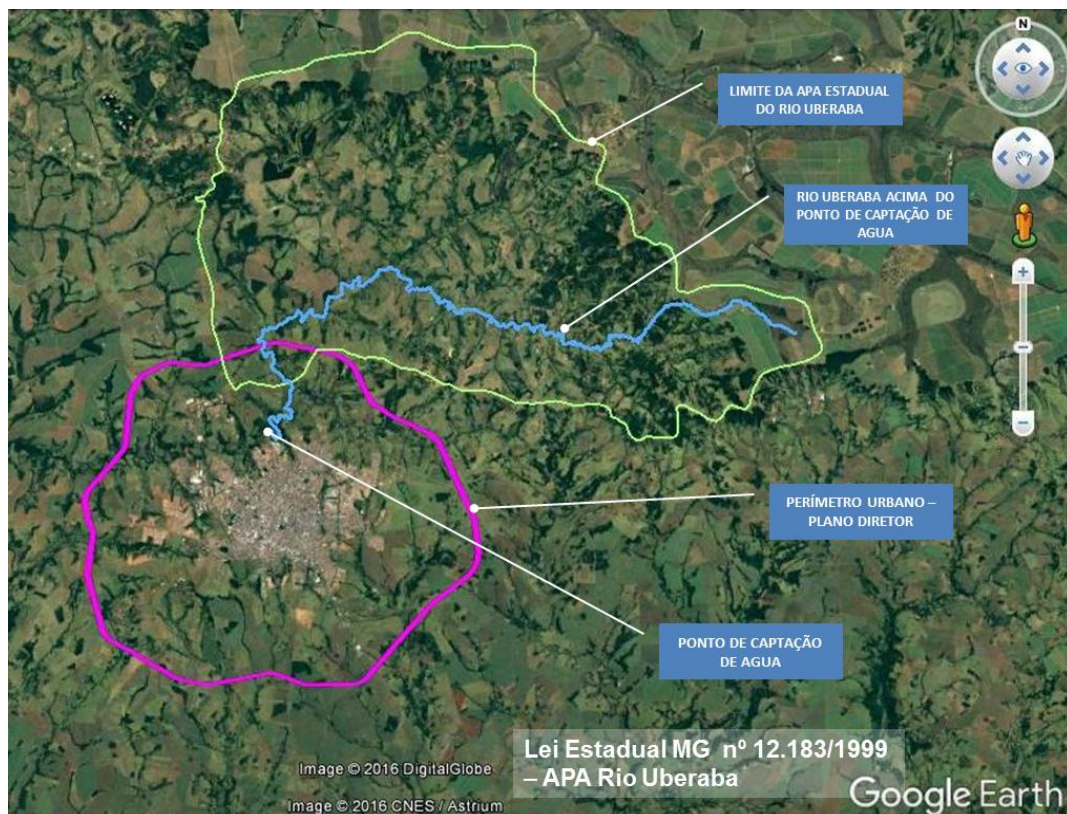 N
LIMITE DA APA ESTADUAL
DO RIO UBERABA
RIO UBERABA ACIMA DO
PONTO DE CAPTAÇÃO DE
AGUA
PERÍMETRO URBANO –
PLANO DIRETOR
PONTO DE CAPTAÇÃO
DE AGUA
Lei Estadual MG nº 12.183/1999
– APA Rio Uberaba
Image © 2016 DigitalGlobe
Image © 2016 CNES / Astrium
Google Earth